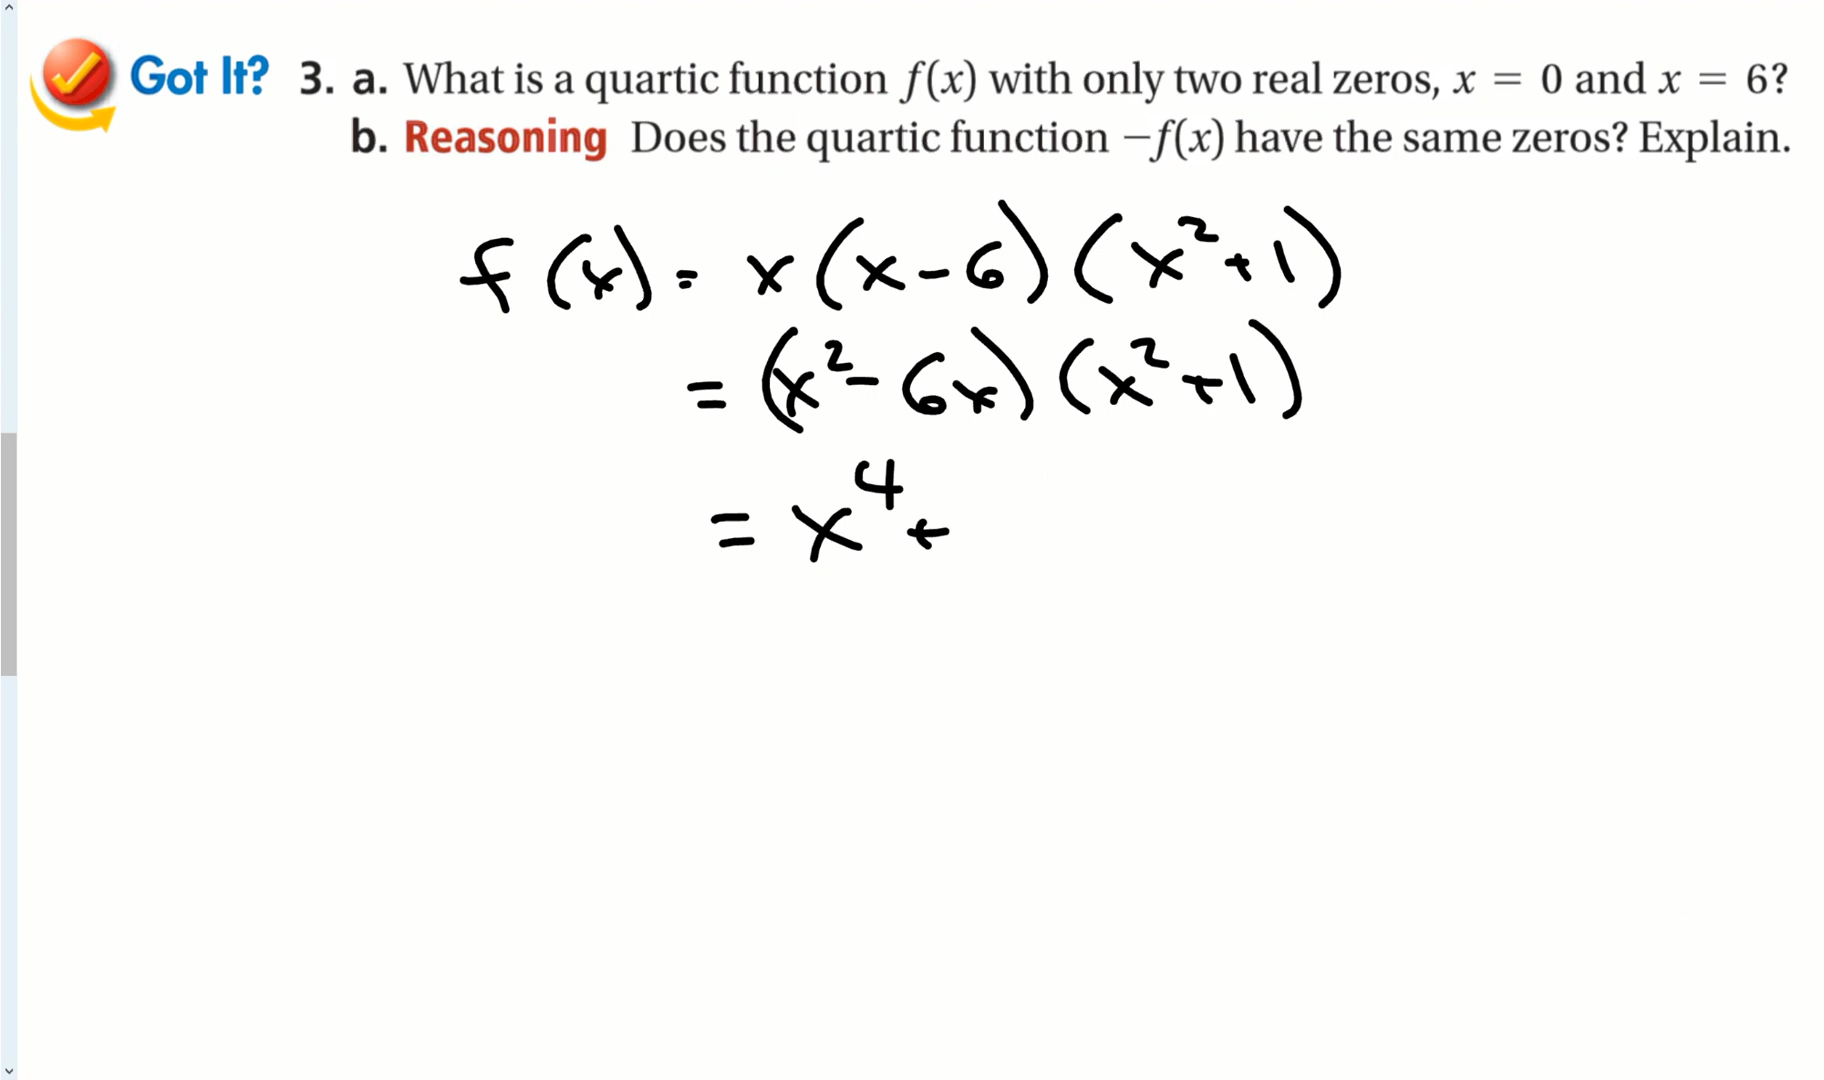 Got It? 3. a. What is a quartic function f(x) with only two real zeros, x = 0 and x = 6?
b. Reasoning Does the quartic function −f(x) have the same zeros? Explain.
f(x) = x(x-6)(x²+1)
= (x²-6x)(x²+1)
= x⁴+